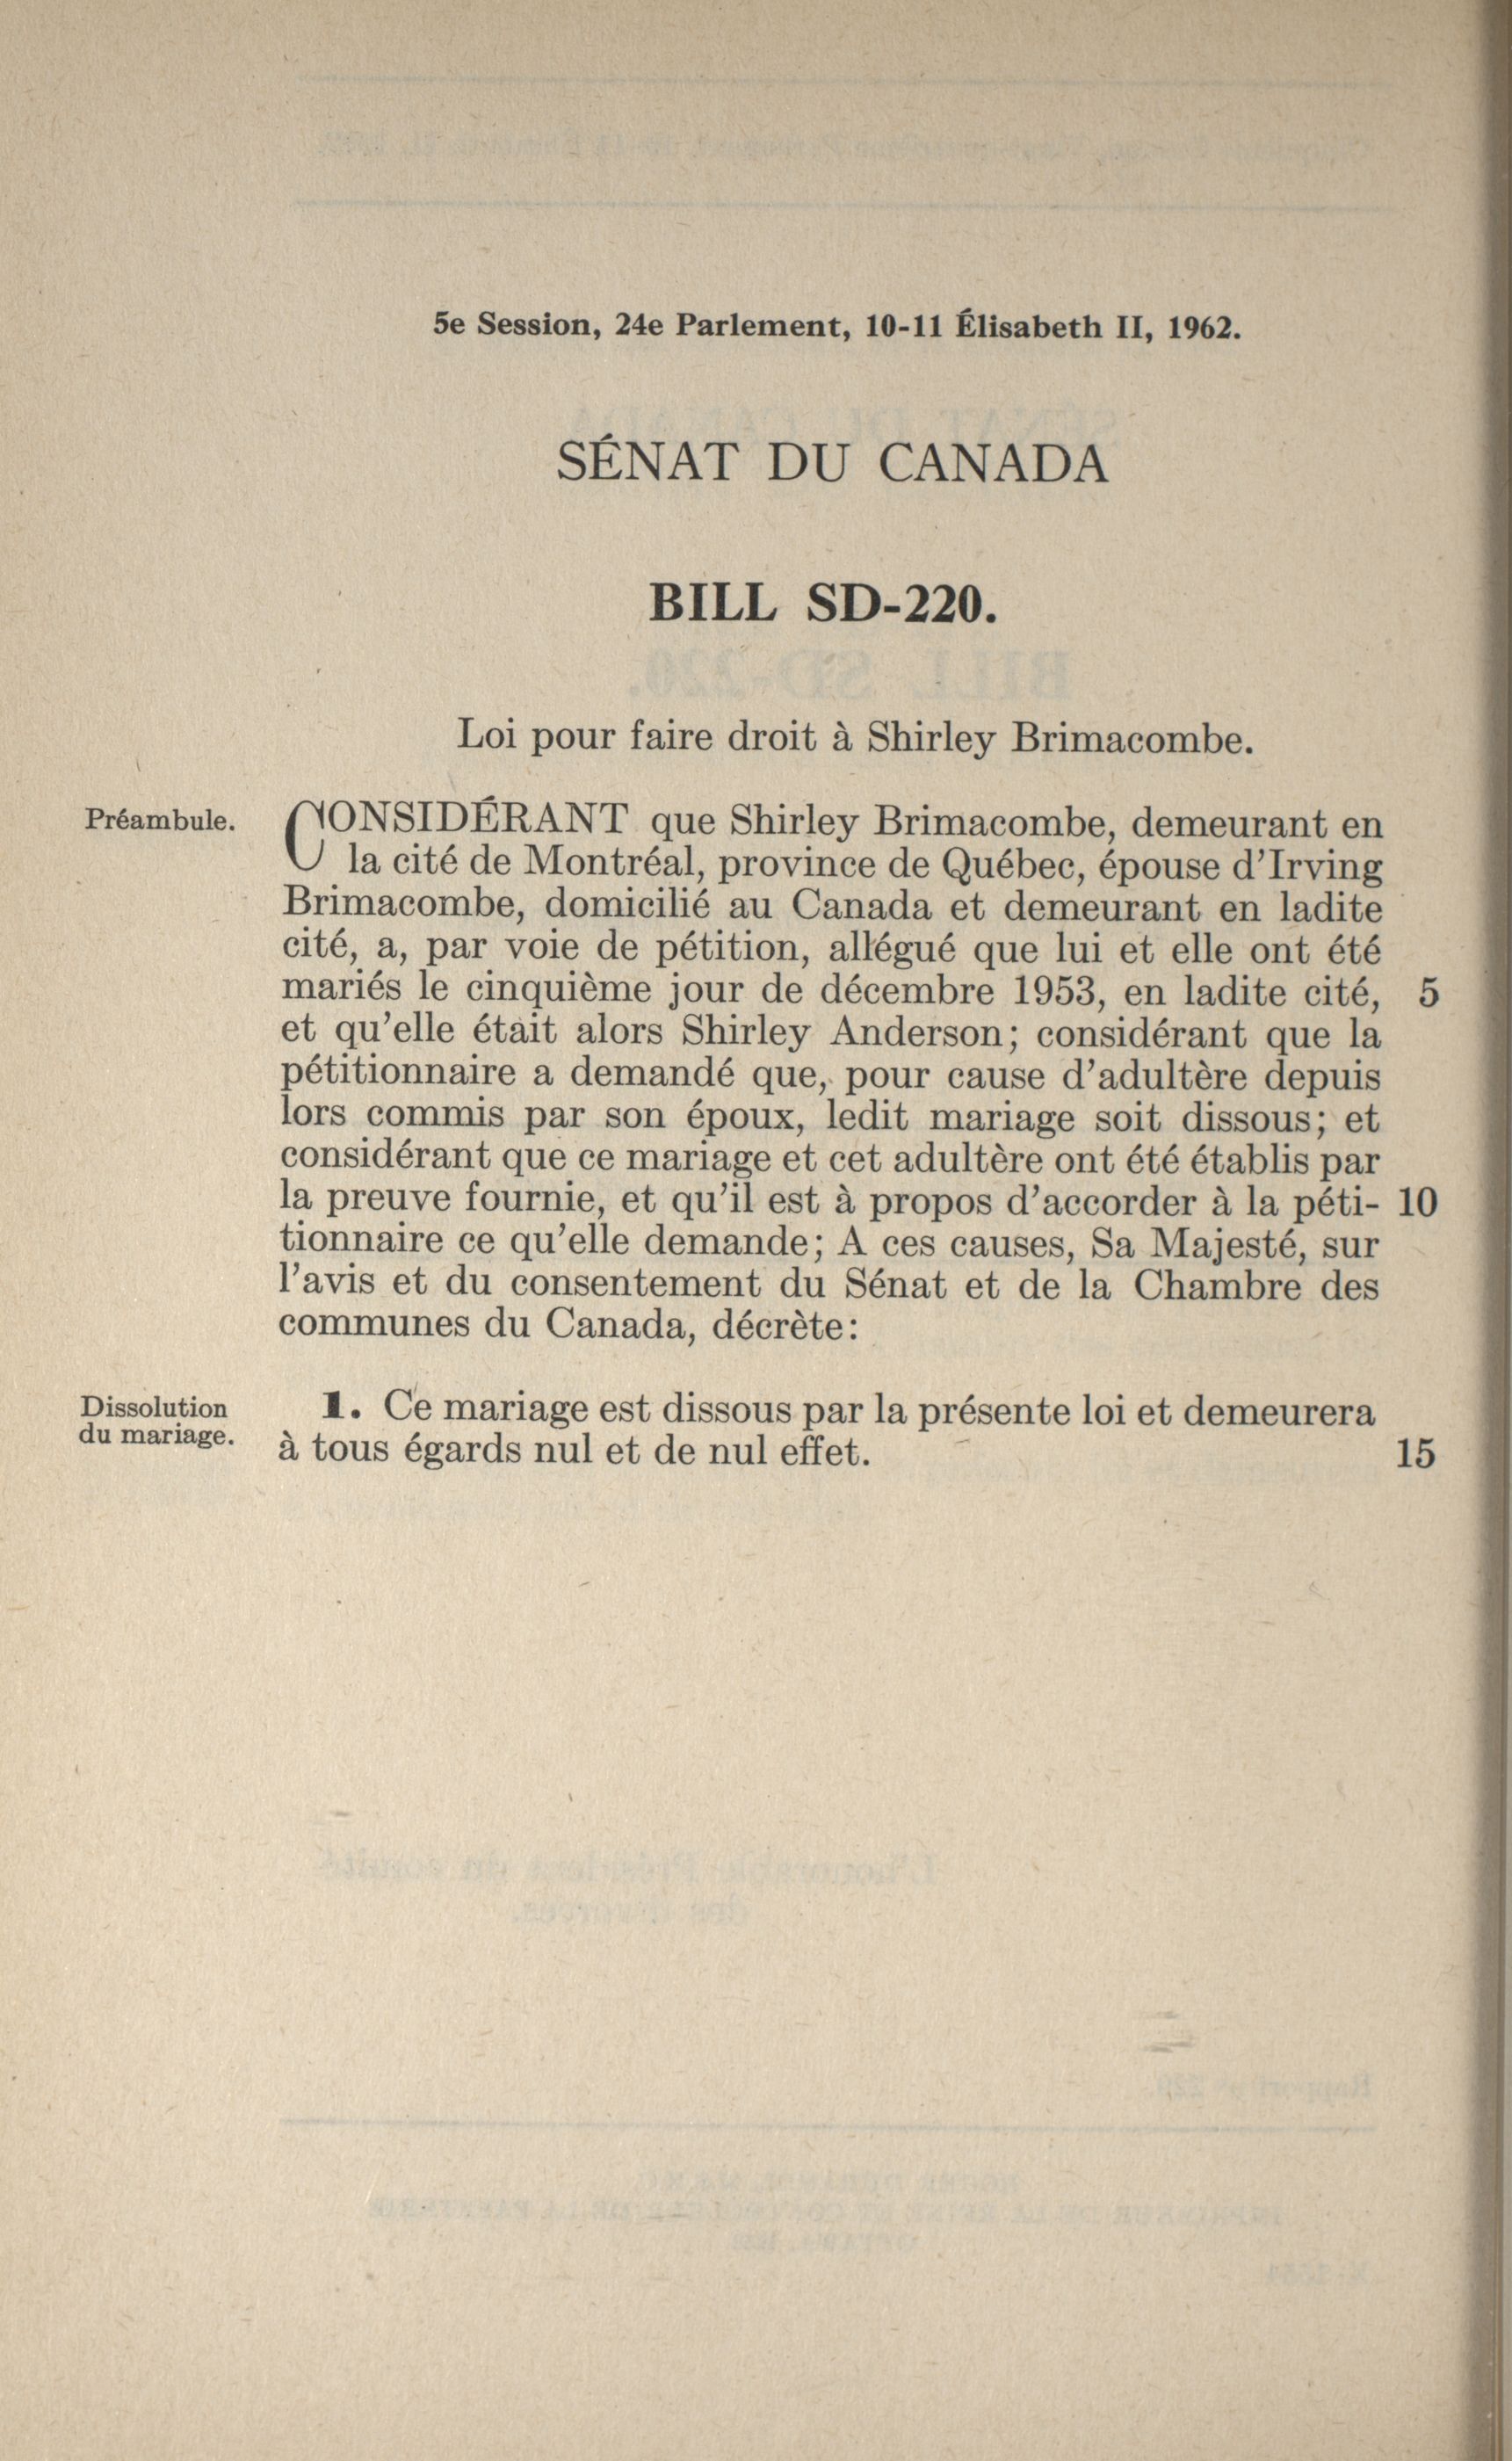 5e Session, 24e Parlement, 10-11 Élisabeth II, 1962.
SÉNAT DU CANADA
BILL SD-220.
Loi pour faire droit à Shirley Brimacombe.
Préambule.
CONSIDÉRANT que Shirley Brimacombe, demeurant en
la cité de Montréal, province de Québec, épouse d'Irving
Brimacombe, domicilié au Canada et demeurant en ladite
cité, a, par voie de pétition, allégué que lui et elle ont été
mariés le cinquième jour de décembre 1953, en ladite cité, 5
et qu'elle était alors Shirley Anderson; considérant que la
pétitionnaire a demandé que, pour cause d'adultère depuis
lors commis par son époux, ledit mariage soit dissous; et
considérant que ce mariage et cet adultère ont été établis par
la preuve fournie, et qu'il est à propos d'accorder à la péti- 10
tionnaire ce qu'elle demande; A ces causes, Sa Majesté, sur
l'avis et du consentement du Sénat et de la Chambre des
communes du Canada, décrète:
Dissolution
du mariage.
1. Ce mariage est dissous par la présente loi et demeurera
à tous égards nul et de nul effet. 15